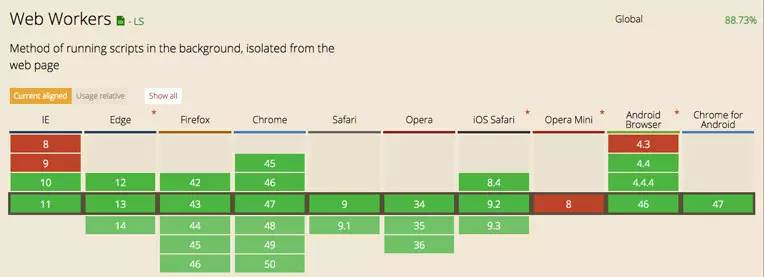 Web Workers - LS Global 88.73%
Method of running scripts in the background, isolated from the
web page
Current aligned Usage relative Show all
IE Edge * Firefox Chrome Safari Opera iOS Safari * Opera Mini * Android Browser * Chrome for Android
8 4.3
9 45 4.4
10 12 42 46 8.4 4.4.4
11 13 43 47 9 34 9.2 8 46 47
14 44 48 9.1 35 9.3
45 49 36
46 50